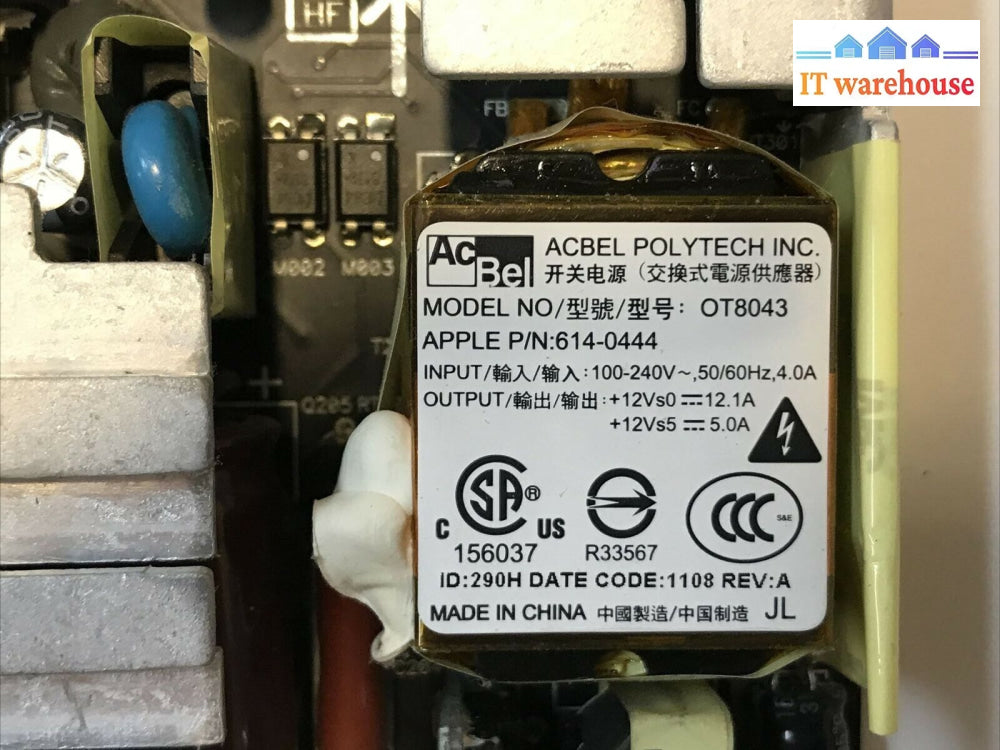 HF
IT warehouse
FB
FC
T301
W002 W003
Q205 RT
AcBel
ACBEL POLYTECH INC.
开关电源（交換式電源供應器）
MODEL NO/型號/型号： OT8043
APPLE P/N:614-0444
INPUT/輸入/输入:100-240V~,50/60Hz,4.0A
OUTPUT/輸出/输出:+12Vs0⎓12.1A
+12Vs5⎓5.0A
C SA® US
S&E
156037
R33567
ID:290H DATE CODE:1108 REV:A
MADE IN CHINA 中國製造/中国制造 JL